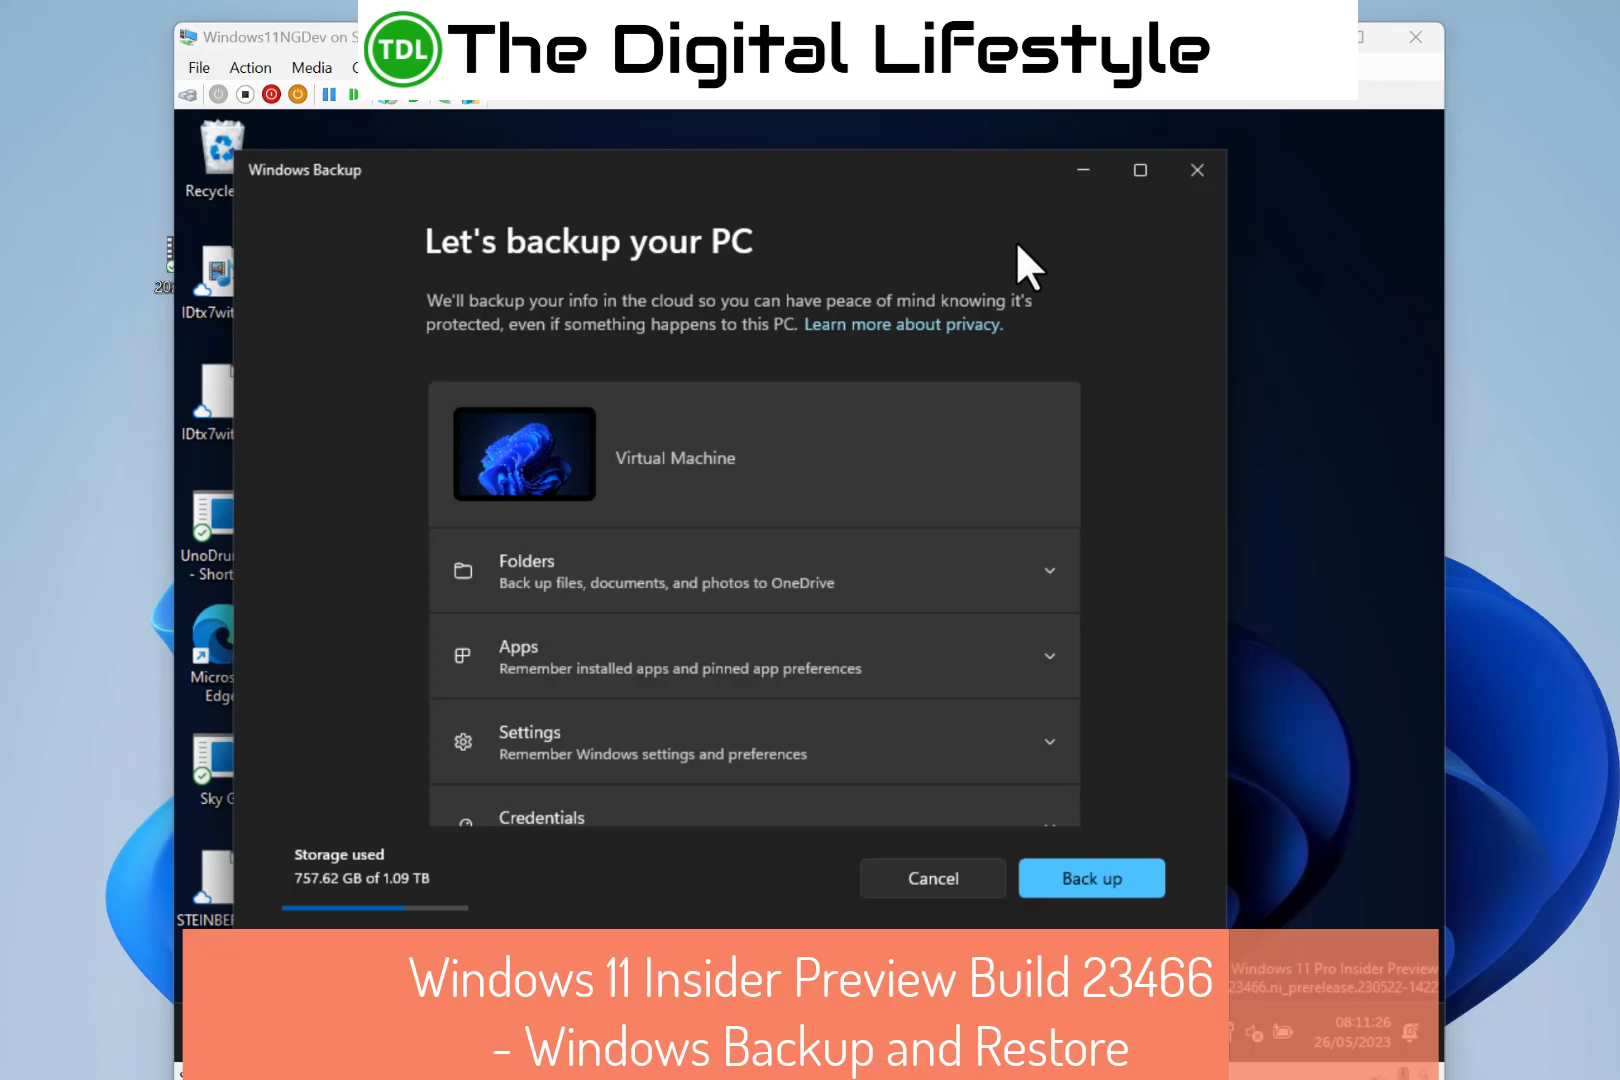 TDL The Digital Lifestyle
Windows11NGDev on S
File Action Media
Recycle
Windows Backup
Let's backup your PC
We'll backup your info in the cloud so you can have peace of mind knowing it's
protected, even if something happens to this PC. Learn more about privacy.
IDtx7wit
Virtual Machine
IDtx7wit
Folders
Back up files, documents, and photos to OneDrive
UnoDru
- Short
Apps
Remember installed apps and pinned app preferences
Micros
Edge
Settings
Remember Windows settings and preferences
Sky G
Credentials
Storage used
757.62 GB of 1.09 TB
Cancel
Back up
STEINBER
Windows 11 Insider Preview Build 23466
- Windows Backup and Restore
Windows 11 Pro Insider Preview
23466.ni_prerelease.230522-1422
08:11:26
26/05/2023